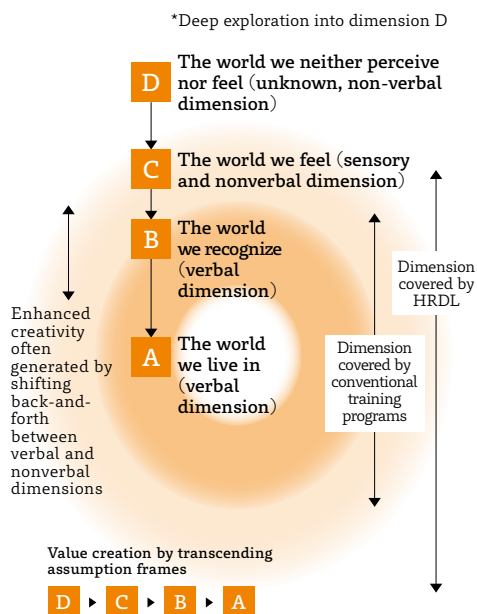 *Deep exploration into dimension D
D
The world we neither perceive
nor feel (unknown, non-verbal
dimension)
C
The world we feel (sensory
and nonverbal dimension)
B
The world
we recognize
(verbal
dimension)
A
The world
we live in
(verbal
dimension)
Enhanced
creativity
often
generated by
shifting
back-and-
forth
between
verbal and
nonverbal
dimensions
Dimension
covered by
conventional
training
programs
Dimension
covered by
HRDL
Value creation by transcending
assumption frames
D ▶ C ▶ B ▶ A